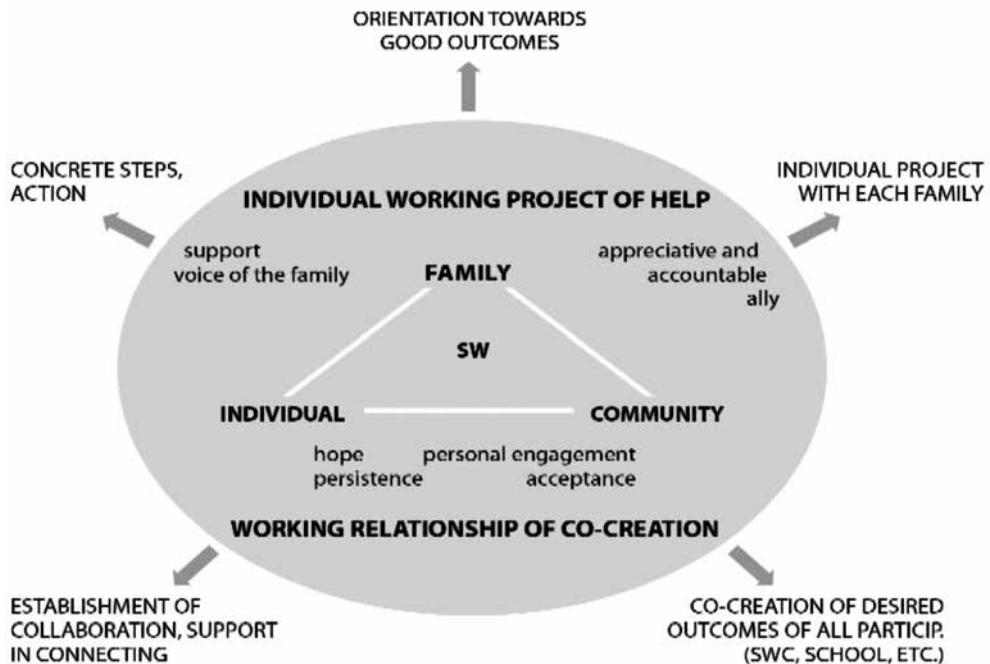 ORIENTATION TOWARDS
GOOD OUTCOMES
CONCRETE STEPS,
ACTION
INDIVIDUAL PROJECT
WITH EACH FAMILY
INDIVIDUAL WORKING PROJECT OF HELP
support
voice of the family
appreciative and
accountable
ally
FAMILY
SW
INDIVIDUAL
COMMUNITY
hope
persistence
personal engagement
acceptance
WORKING RELATIONSHIP OF CO-CREATION
ESTABLISHMENT OF
COLLABORATION, SUPPORT
IN CONNECTING
CO-CREATION OF DESIRED
OUTCOMES OF ALL PARTICIP.
(SWC, SCHOOL, ETC.)